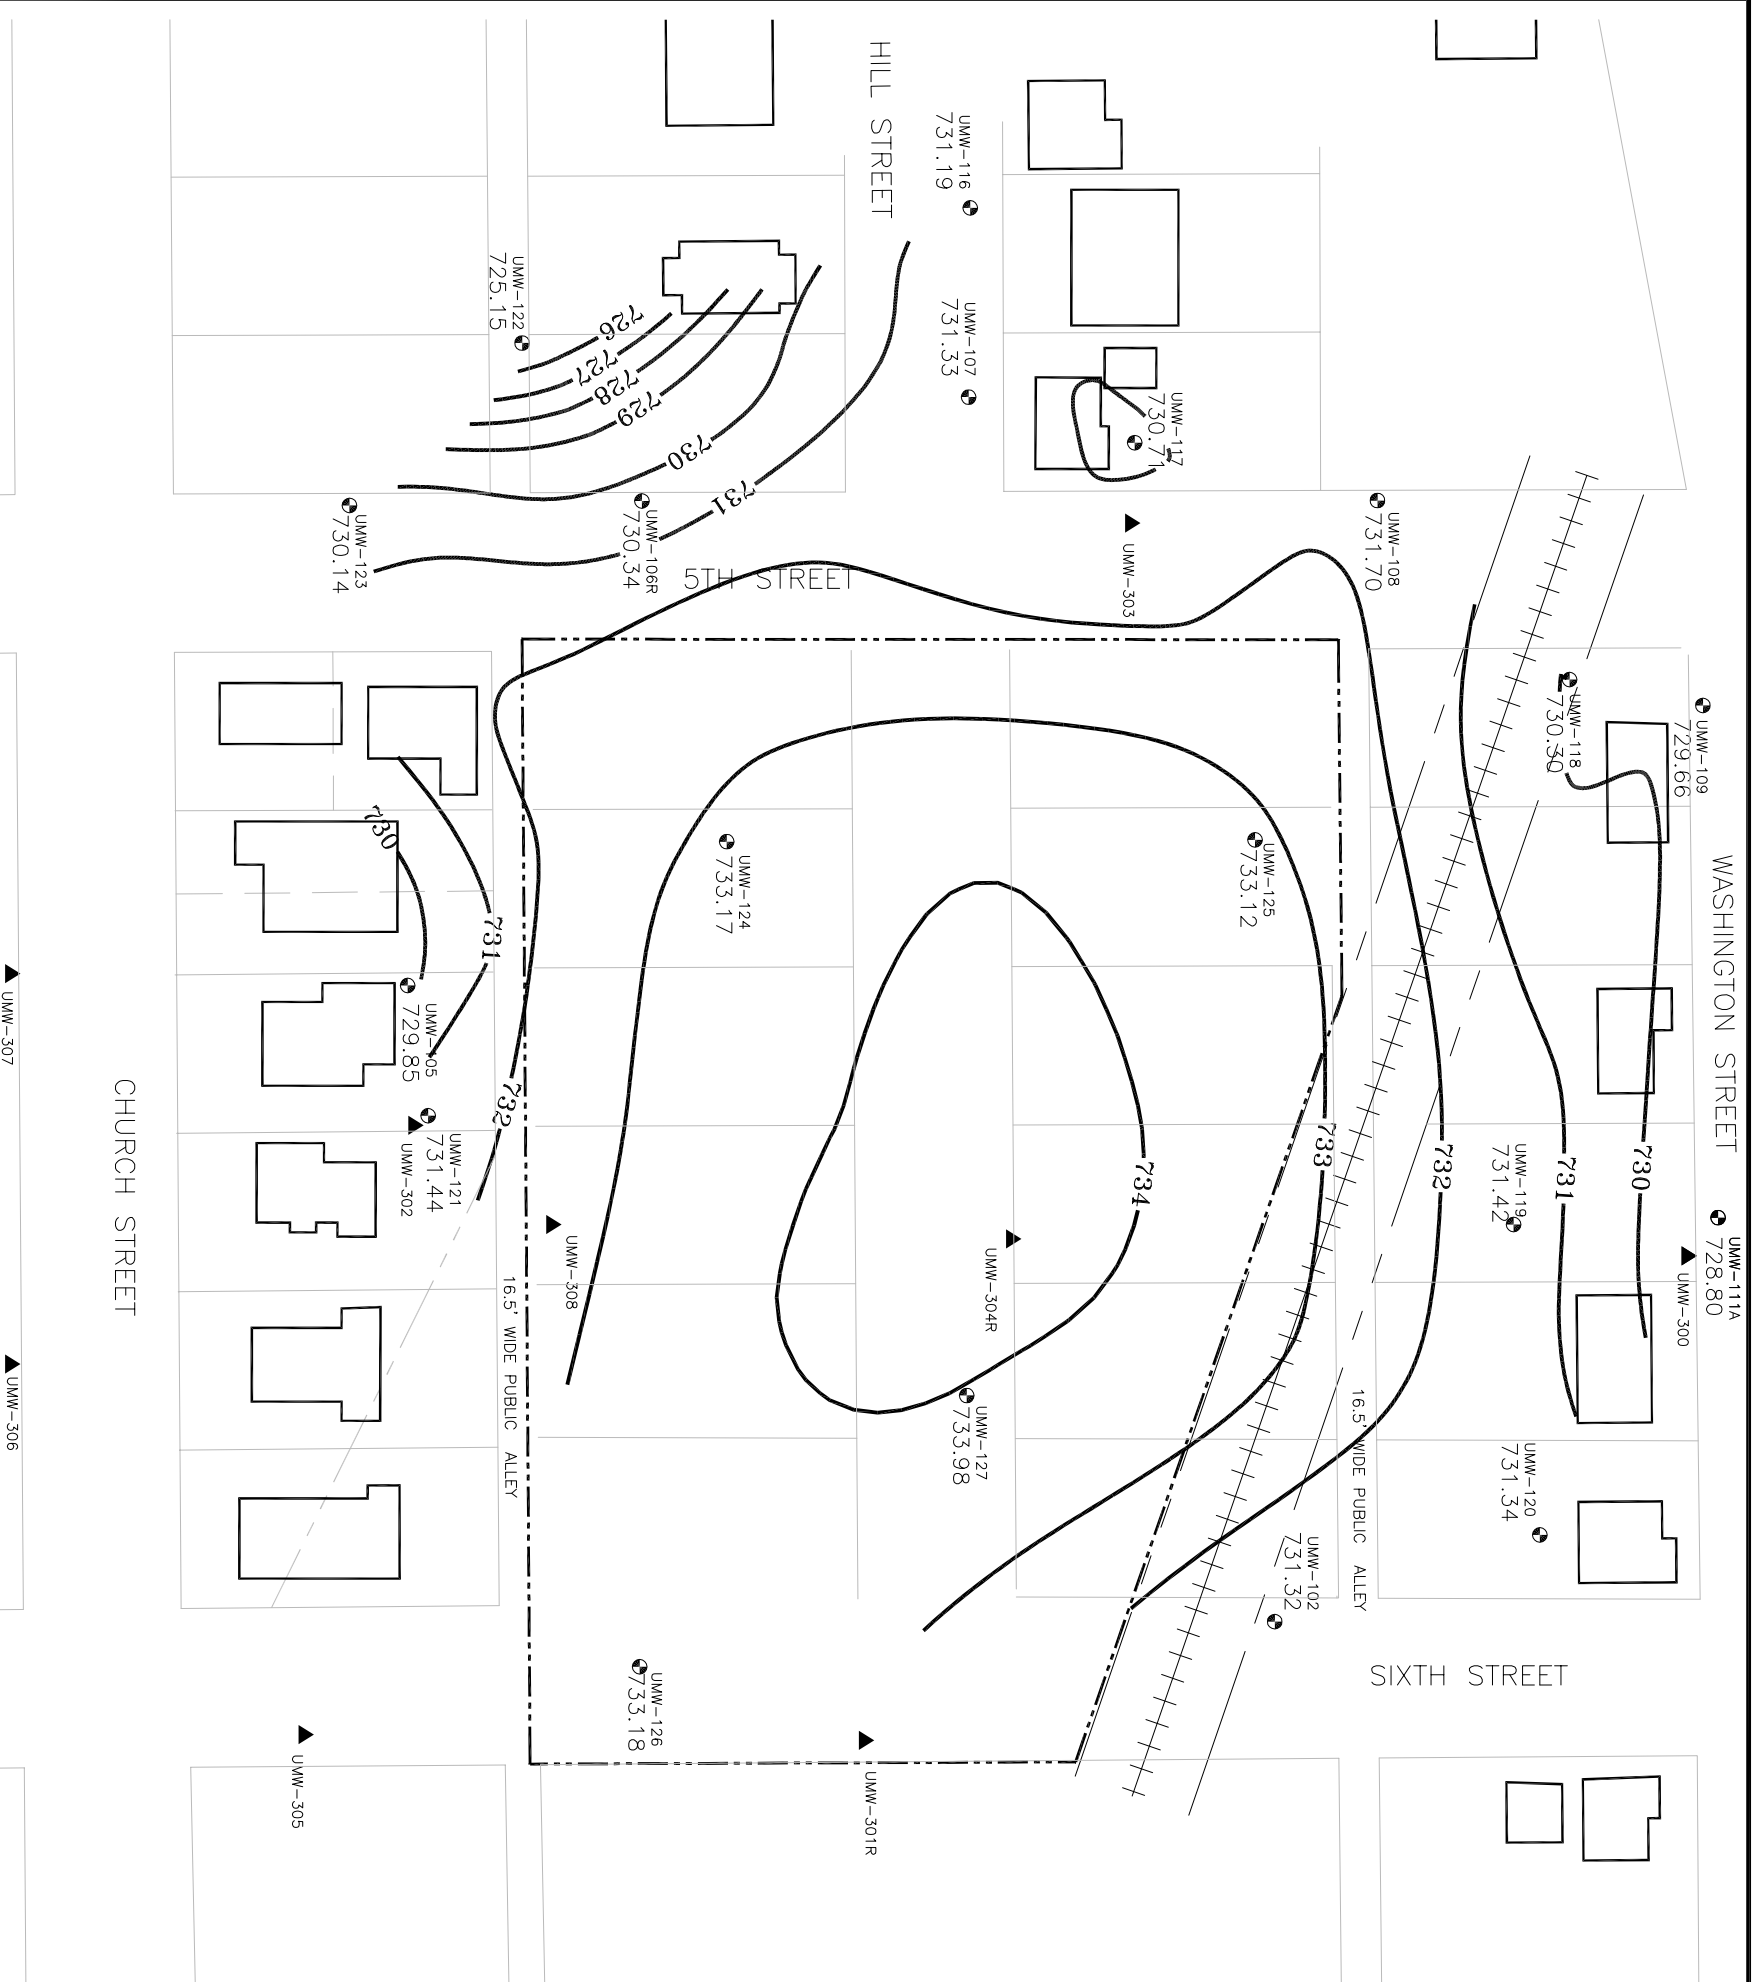 HILL STREET
UMW-116
731.19
UMW-122
725.15
726
727
728
729
730
731
UMW-107
731.33
UMW-117
730.71
UMW-123
730.14
UMW-106R
730.34
5TH STREET
UMW-303
UMW-108
731.70
UMW-118
730.30
UMW-109
729.66
WASHINGTON STREET
730
731
UMW-124
733.17
UMW-125
733.12
UMW-307
UMW-105
729.85
732
CHURCH STREET
UMW-121
731.44
UMW-302
734
733
732
UMW-119
731.42
731
730
UMW-111A
728.80
UMW-300
UMW-308
UMW-304R
16.5' WIDE PUBLIC ALLEY
UMW-306
UMW-127
733.98
16.5' WIDE PUBLIC ALLEY
UMW-120
731.34
UMW-102
731.32
SIXTH STREET
UMW-126
733.18
UMW-305
UMW-301R